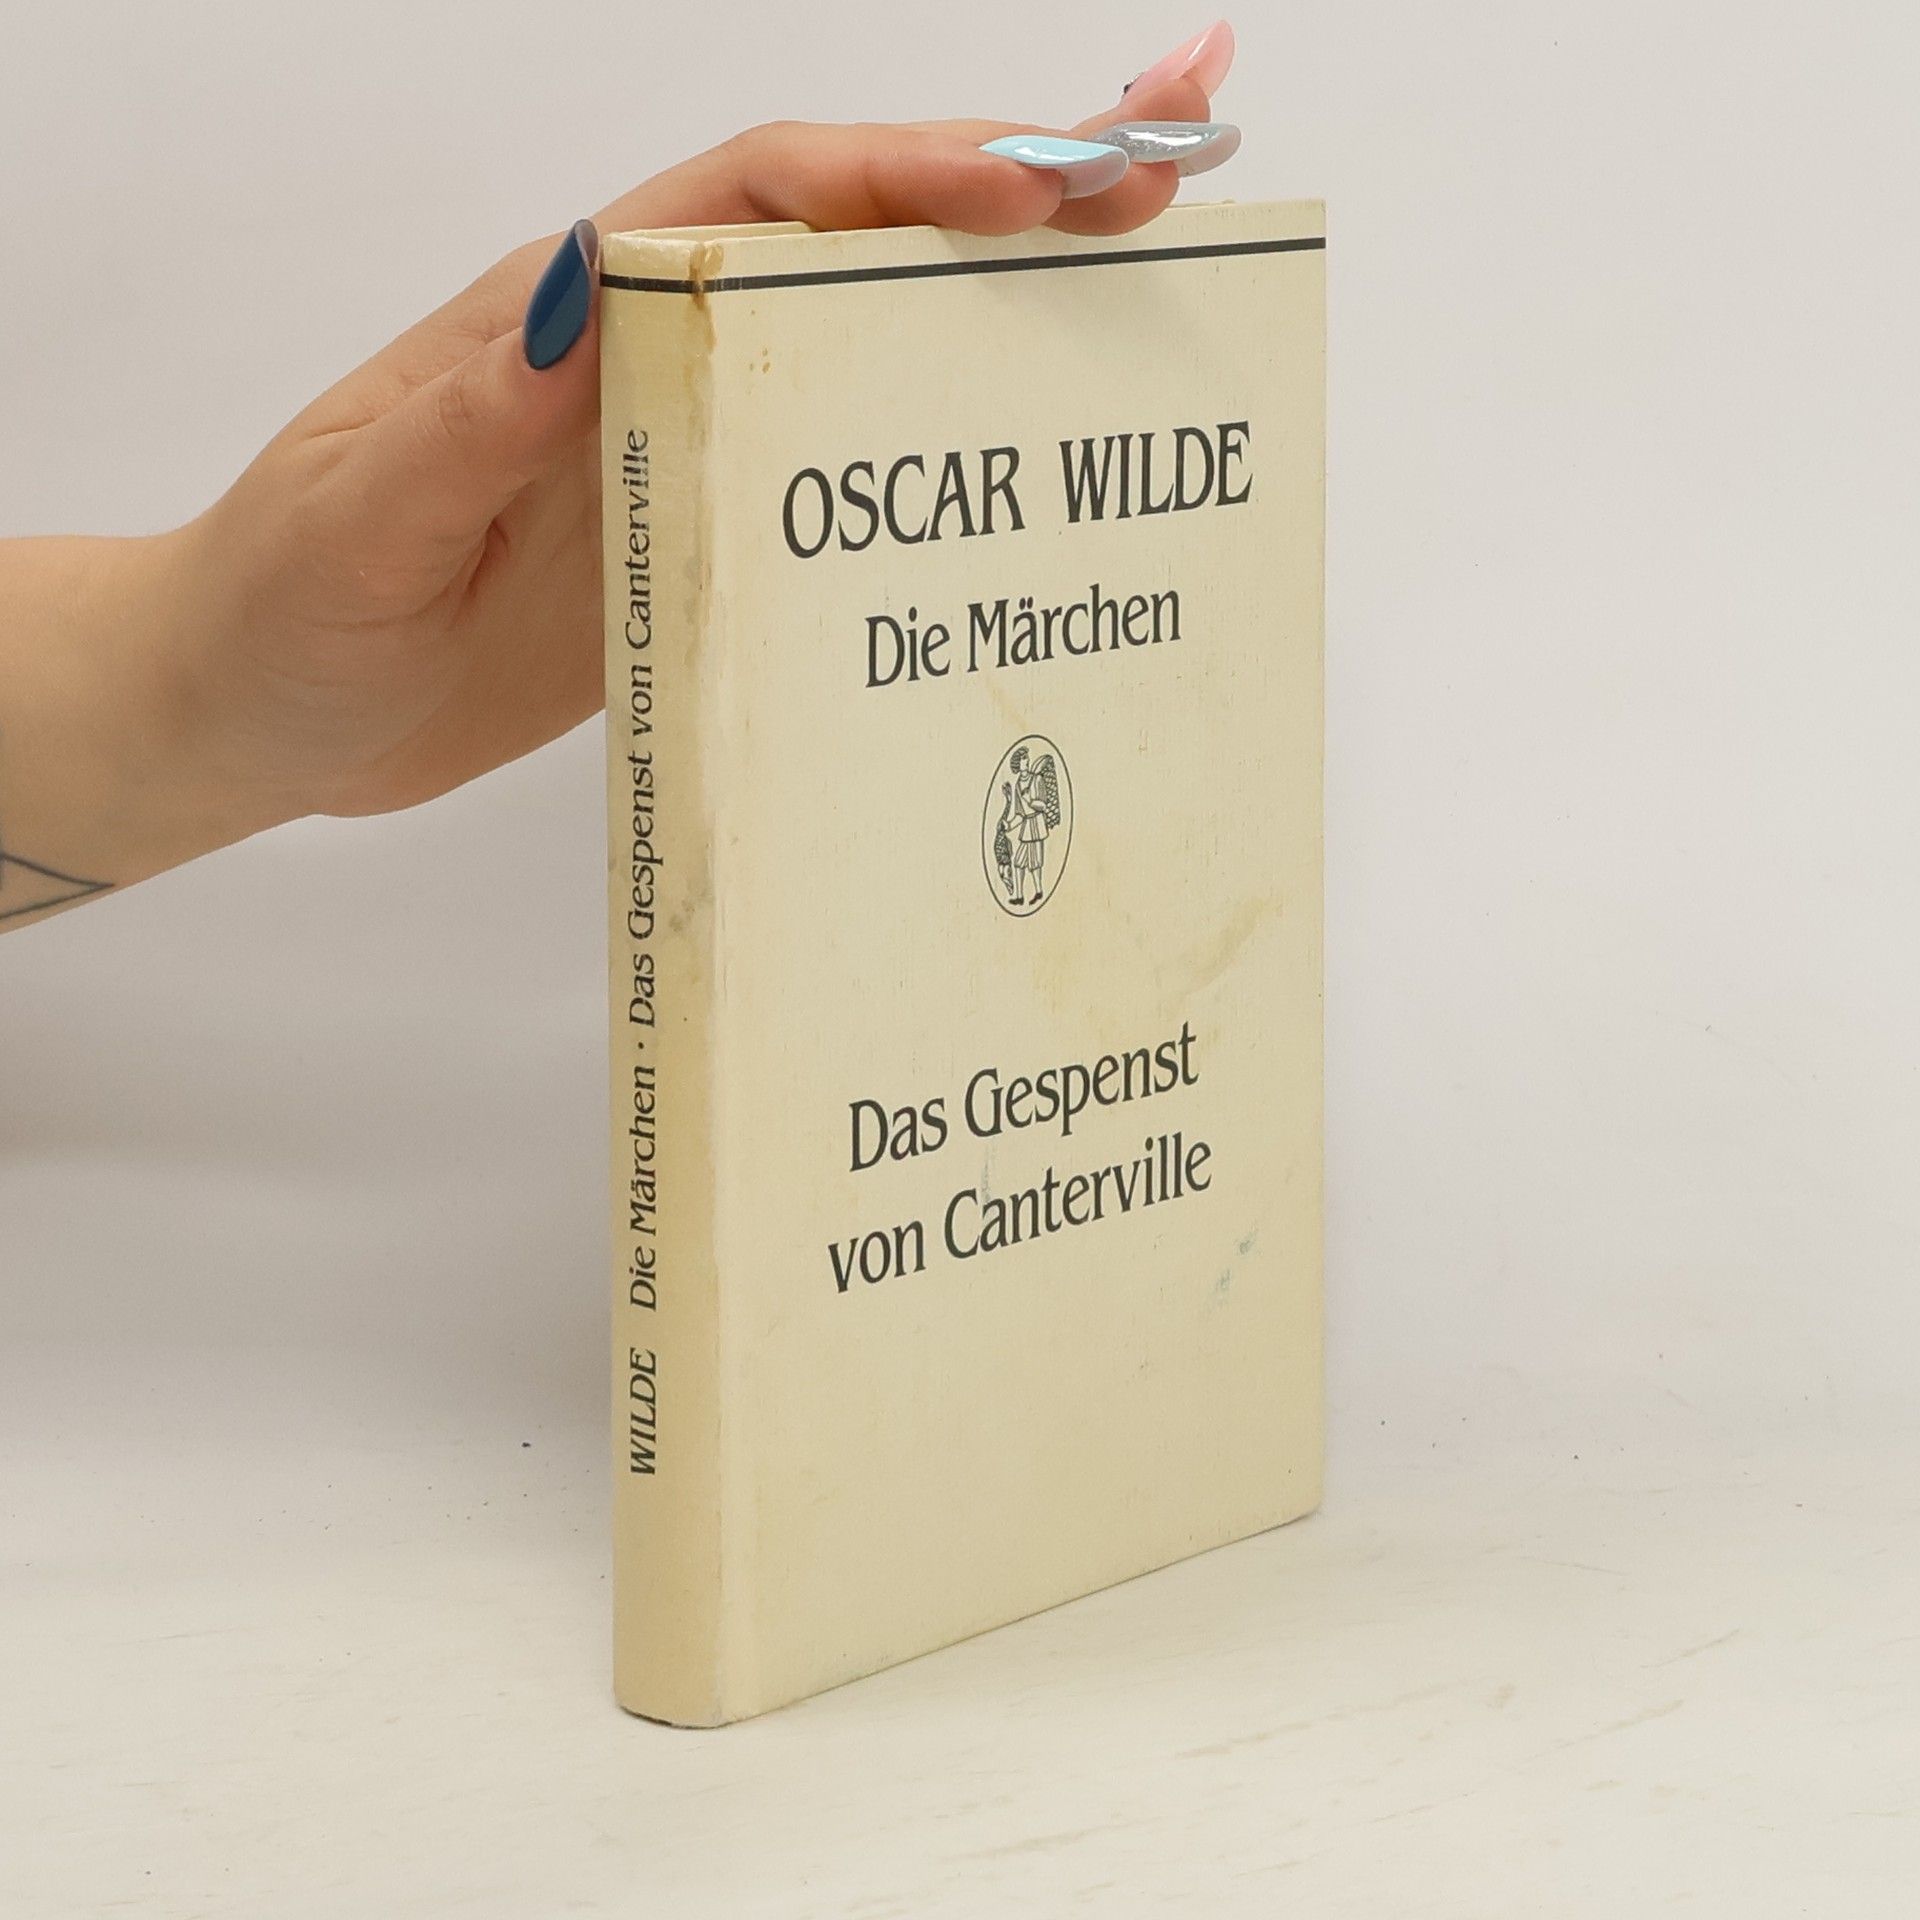 WILDE Die Märchen · Das Gespenst von Canterville
OSCAR WILDE
Die Märchen
Das Gespenst
von Canterville